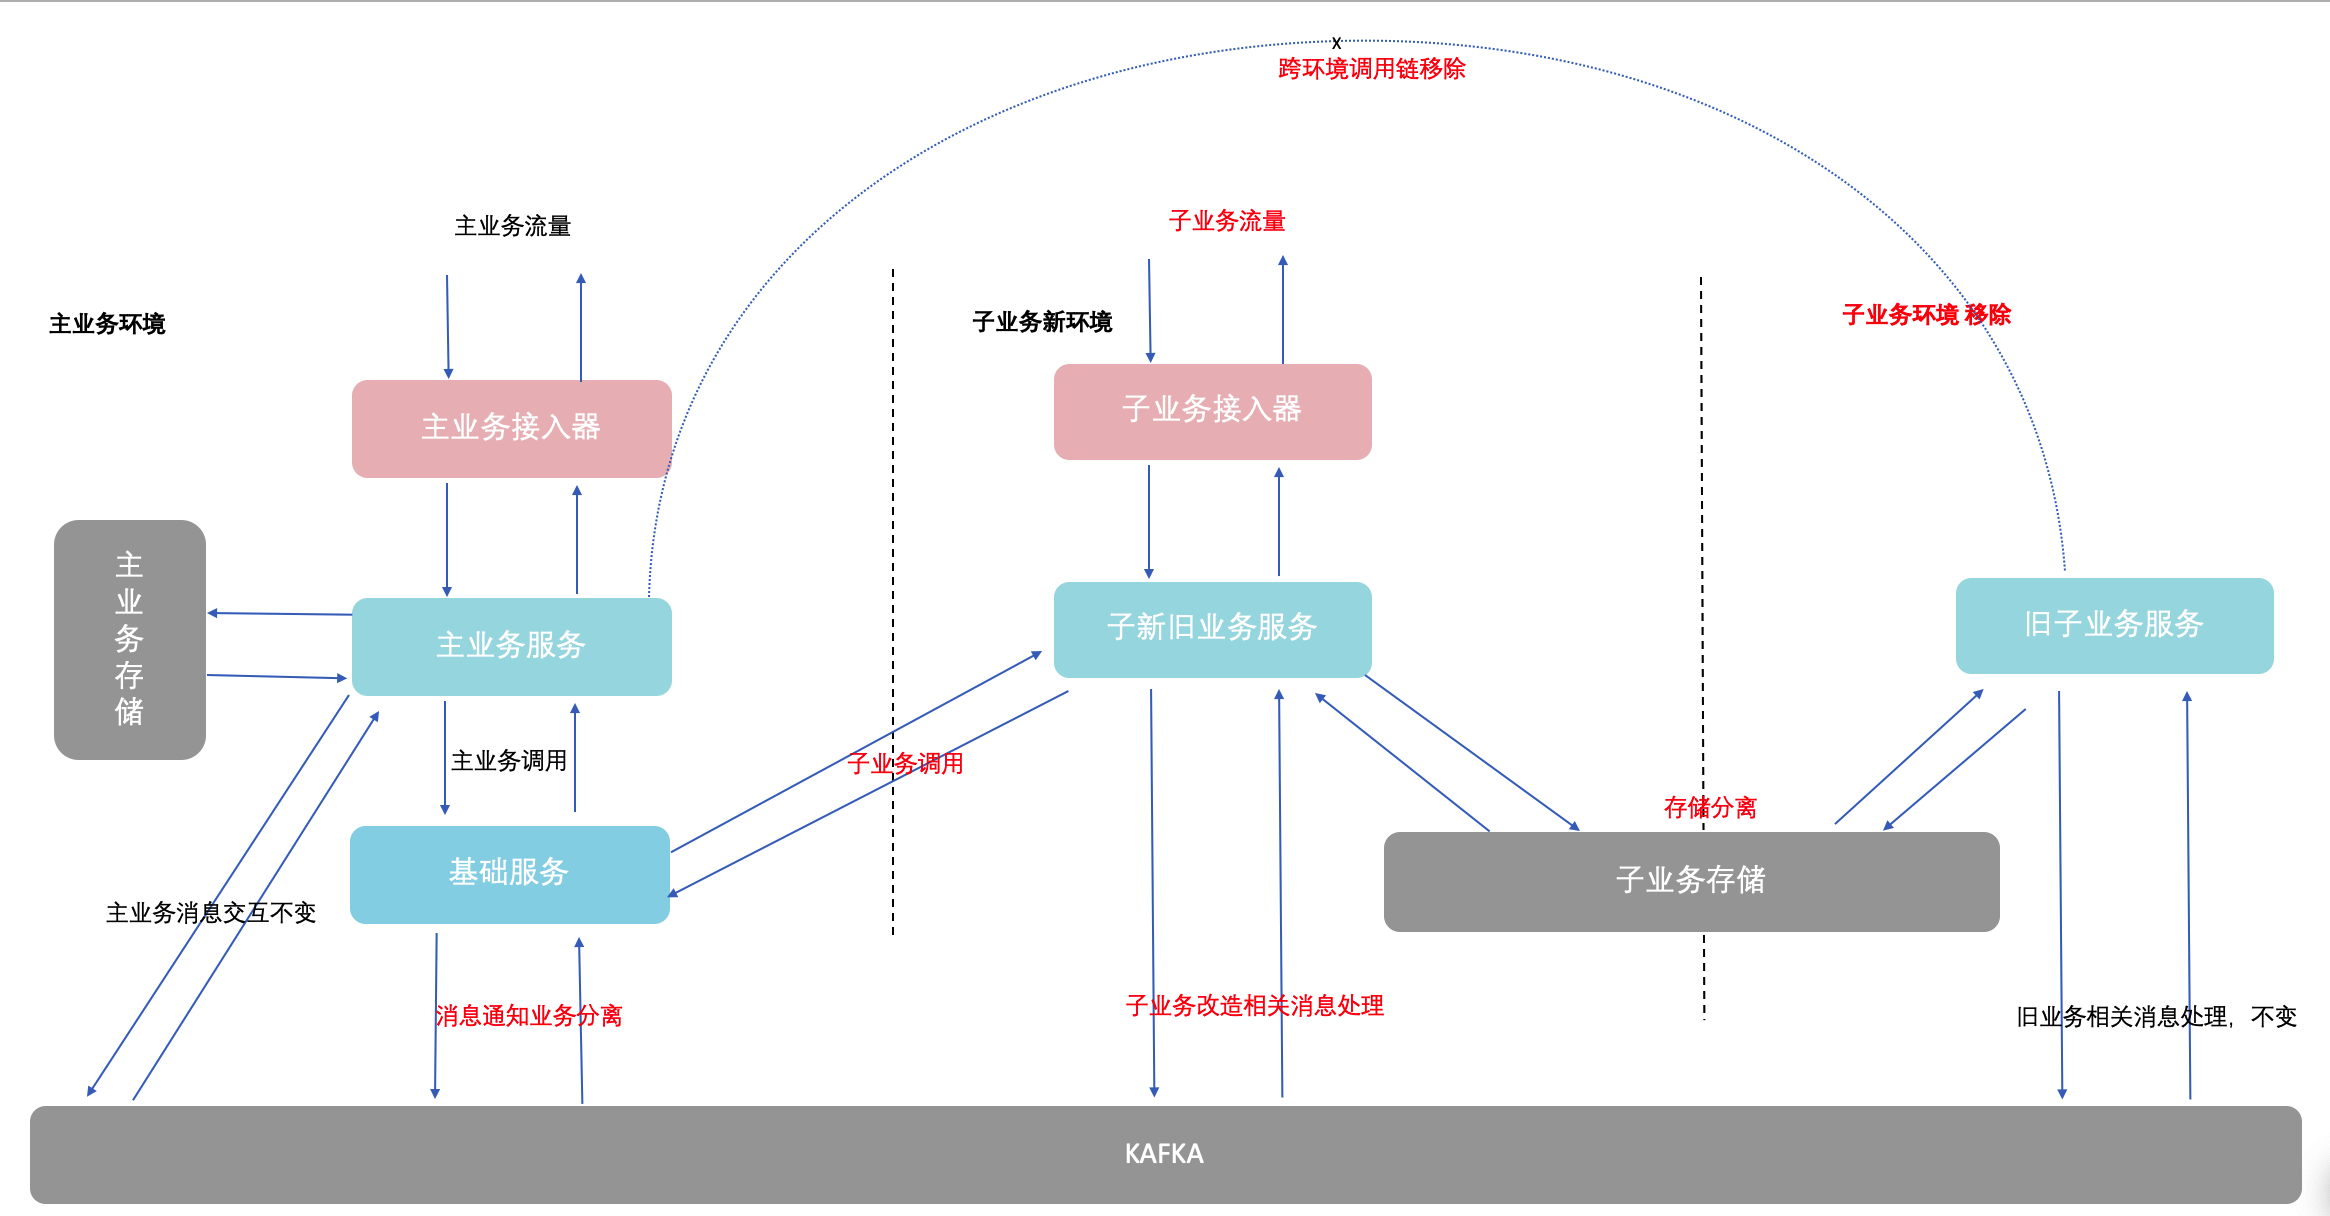 x
跨环境调用链移除
主业务流量
子业务流量
主业务环境
子业务新环境
子业务环境 移除
主业务接入器
子业务接入器
主
业
务
存
储
主业务服务
子新旧业务服务
旧子业务服务
主业务调用
子业务调用
存储分离
基础服务
子业务存储
主业务消息交互不变
消息通知业务分离
子业务改造相关消息处理
旧业务相关消息处理，不变
KAFKA